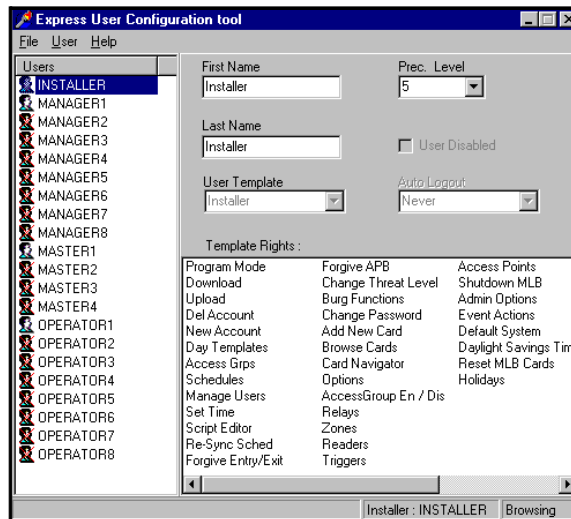 Express User Configuration tool
File User Help
Users
INSTALLER
MANAGER1
MANAGER2
MANAGER3
MANAGER4
MANAGER5
MANAGER6
MANAGER7
MANAGER8
MASTER1
MASTER2
MASTER3
MASTER4
OPERATOR1
OPERATOR2
OPERATOR3
OPERATOR4
OPERATOR5
OPERATOR6
OPERATOR7
OPERATOR8
First Name
Installer
Prec. Level
5
Last Name
Installer
User Disabled
User Template
Installer
Auto Logout
Never
Template Rights :
Program Mode
Download
Upload
Del Account
New Account
Day Templates
Access Grps
Schedules
Manage Users
Set Time
Script Editor
Re-Sync Sched
Forgive Entry/Exit
Forgive APB
Change Threat Level
Burg Functions
Change Password
Add New Card
Browse Cards
Card Navigator
Options
AccessGroup En / Dis
Relays
Zones
Readers
Triggers
Access Points
Shutdown MLB
Admin Options
Event Actions
Default System
Daylight Savings Tim
Reset MLB Cards
Holidays
Installer : INSTALLER
Browsing